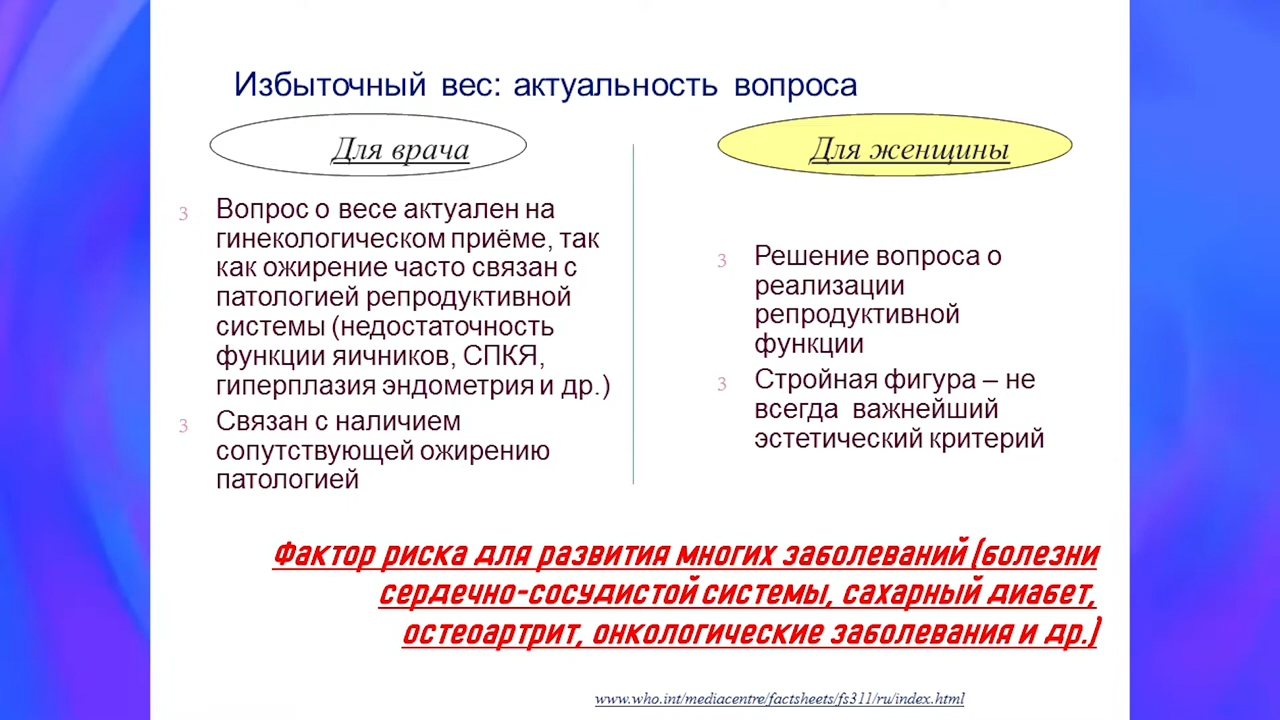 Избыточный вес: актуальность вопроса
Для врача
з Вопрос о весе актуален на
гинекологическом приёме, так
как ожирение часто связан с
патологией репродуктивной
системы (недостаточность
функции яичников, СПКЯ,
гиперплазия эндометрия и др.)
з Связан с наличием
сопутствующей ожирению
патологией
Для женщины
з Решение вопроса о
реализации
репродуктивной
функции
з Стройная фигура – не
всегда важнейший
эстетический критерий
Фактор риска для развития многих заболеваний (болезни
сердечно-сосудистой системы, сахарный диабет,
остеоартрит, онкологические заболевания и др.)
www.who.int/mediacentre/factsheets/fs311/ru/index.html